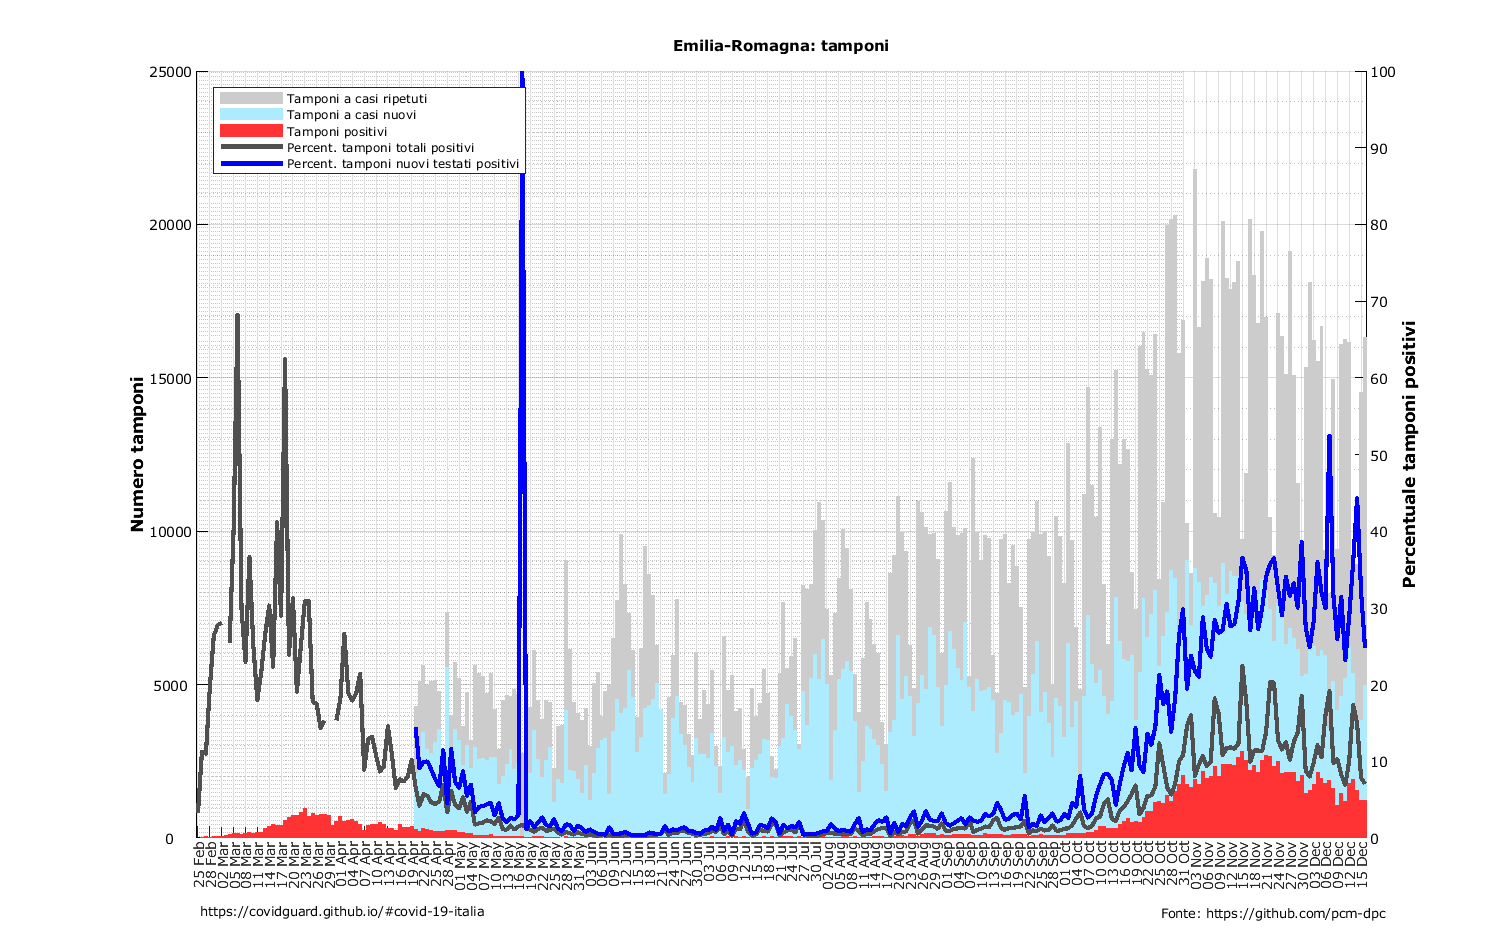 Emilia-Romagna: tamponi
Tamponi a casi ripetuti
Tamponi a casi nuovi
Tamponi positivi
Percent. tamponi totali positivi
Percent. tamponi nuovi testati positivi
Numero tamponi
25000
20000
15000
10000
5000
0
Percentuale tamponi positivi
100
90
80
70
60
50
40
30
20
10
0
25 Feb
28 Feb
02 Mar
05 Mar
08 Mar
11 Mar
14 Mar
17 Mar
20 Mar
23 Mar
26 Mar
29 Mar
01 Apr
04 Apr
07 Apr
10 Apr
13 Apr
16 Apr
19 Apr
22 Apr
25 Apr
28 Apr
01 May
04 May
07 May
10 May
13 May
16 May
19 May
22 May
25 May
28 May
31 May
03 Jun
06 Jun
09 Jun
12 Jun
15 Jun
18 Jun
21 Jun
24 Jun
27 Jun
30 Jun
03 Jul
06 Jul
09 Jul
12 Jul
15 Jul
18 Jul
21 Jul
24 Jul
27 Jul
30 Jul
02 Aug
05 Aug
08 Aug
11 Aug
14 Aug
17 Aug
20 Aug
23 Aug
26 Aug
29 Aug
01 Sep
04 Sep
07 Sep
10 Sep
13 Sep
16 Sep
19 Sep
22 Sep
25 Sep
28 Sep
01 Oct
04 Oct
07 Oct
10 Oct
13 Oct
16 Oct
19 Oct
22 Oct
25 Oct
28 Oct
31 Oct
03 Nov
06 Nov
09 Nov
12 Nov
15 Nov
18 Nov
21 Nov
24 Nov
27 Nov
30 Nov
03 Dec
06 Dec
09 Dec
12 Dec
15 Dec
https://covidguard.github.io/#covid-19-italia
Fonte: https://github.com/pcm-dpc